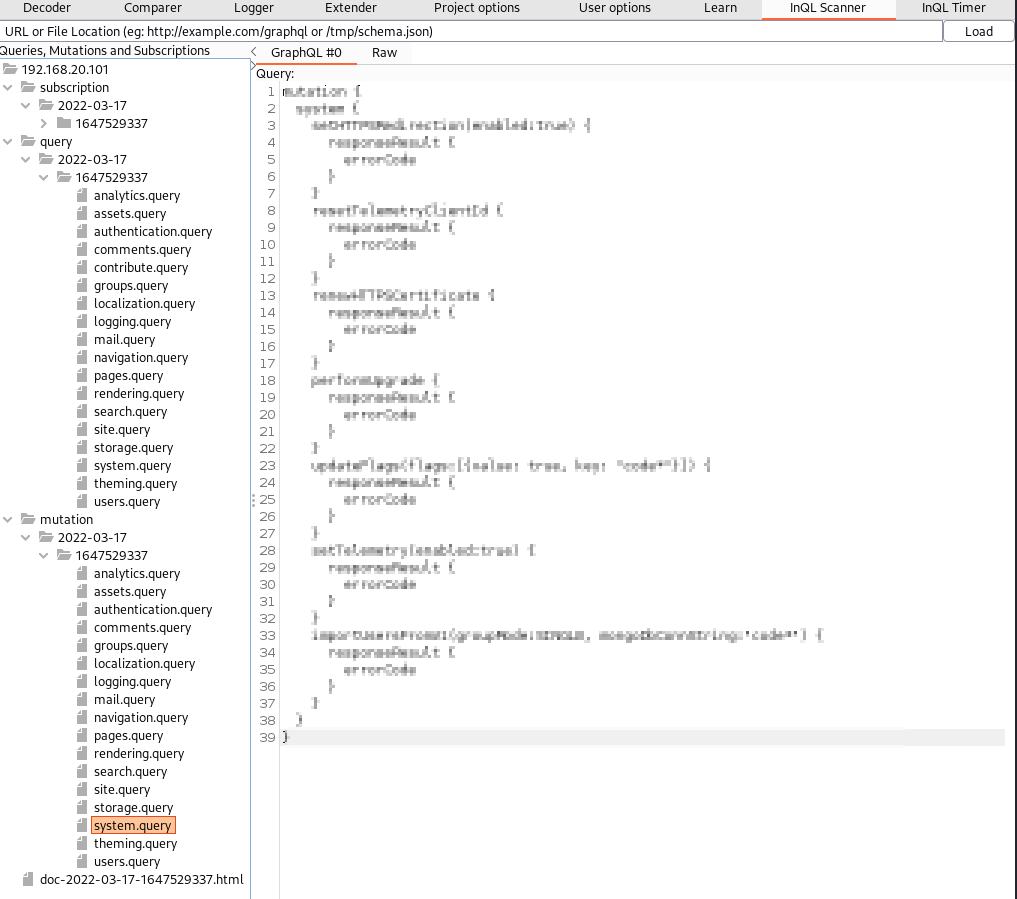 Decoder Comparer Logger Extender Project options User options Learn InQL Scanner InQL Timer
URL or File Location (eg: http://example.com/graphql or /tmp/schema.json) Load
Queries, Mutations and Subscriptions
192.168.20.101
subscription
2022-03-17
1647529337
query
2022-03-17
1647529337
analytics.query
assets.query
authentication.query
comments.query
contribute.query
groups.query
localization.query
logging.query
mail.query
navigation.query
pages.query
rendering.query
search.query
site.query
storage.query
system.query
theming.query
users.query
mutation
2022-03-17
1647529337
analytics.query
assets.query
authentication.query
comments.query
groups.query
localization.query
logging.query
mail.query
navigation.query
pages.query
rendering.query
search.query
site.query
storage.query
system.query
theming.query
users.query
doc-2022-03-17-1647529337.html
GraphQL #0 Raw
Query:
1 mutation {
2 system {
3 setHTTPSRedirection(enabled:true) {
4 responseResult {
5 errorCode
6 }
7 }
8 resetTelemetryClientId {
9 responseResult {
10 errorCode
11 }
12 }
13 renewHTTPSCertificate {
14 responseResult {
15 errorCode
16 }
17 }
18 performUpgrade {
19 responseResult {
20 errorCode
21 }
22 }
23 updateFlags(flags:[{value: true, key: "code*"}]) {
24 responseResult {
25 errorCode
26 }
27 }
28 setTelemetry(enabled:true) {
29 responseResult {
30 errorCode
31 }
32 }
33 importUsersFromV1(groupMode:SINGLE, mongoDbConnString:"code*") {
34 responseResult {
35 errorCode
36 }
37 }
38 }
39 }